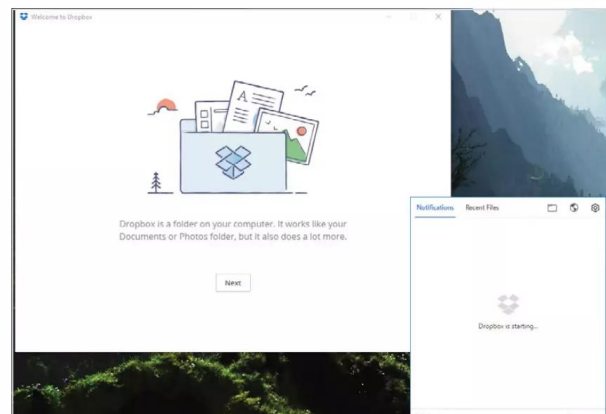 Welcome to Dropbox
A
Dropbox is a folder on your computer. It works like your
Documents or Photos folder, but it also does a lot more.
Next
Notifications Recent Files
Dropbox is starting...